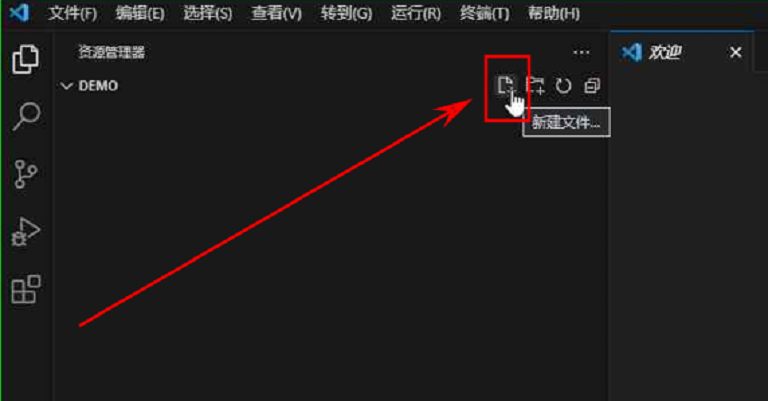 文件(F) 编辑(E) 选择(S) 查看(V) 转到(G) 运行(R) 终端(T) 帮助(H)
资源管理器 ...
欢迎
DEMO
新建文件...